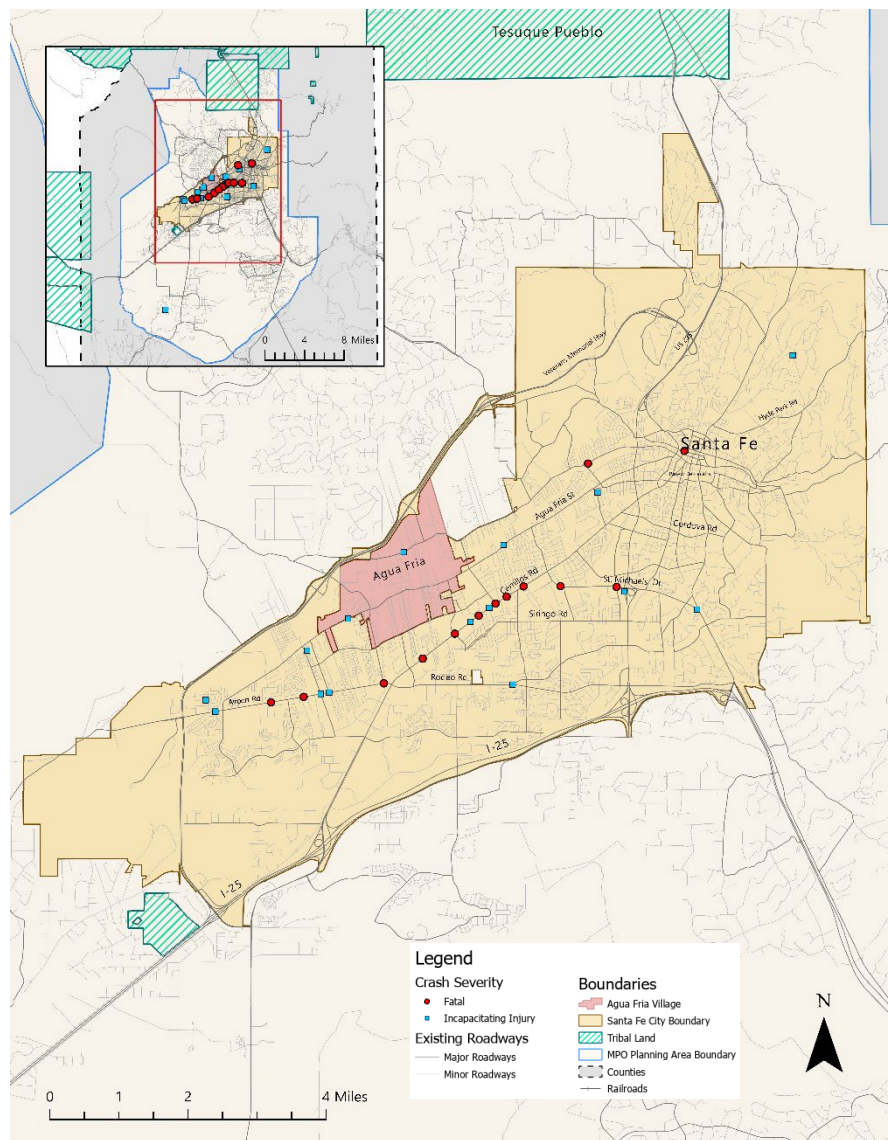 Tesuque Pueblo
0 4 8 Miles
Veterans Memorial Hwy
US 285
Hyde Park Rd
Santa Fe
Agua Fria St
Cordova Rd
Agua Fria
Cerrillos Rd
St Michael's Dr
Siringo Rd
Rodeo Rd
Airport Rd
I-25
I-25
Legend
Crash Severity
Fatal
Incapacitating Injury
Existing Roadways
Major Roadways
Minor Roadways
Boundaries
Agua Fria Village
Santa Fe City Boundary
Tribal Land
MPO Planning Area Boundary
Counties
Railroads
N
0 2 4 Miles